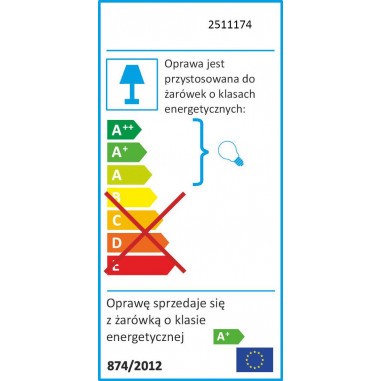 2511174
Oprawa jest
przystosowana do
żarówek o klasach
energetycznych:
A++
A+
A
B
C
D
E
Oprawę sprzedaje się
z żarówką o klasie
energetycznej
A+
874/2012